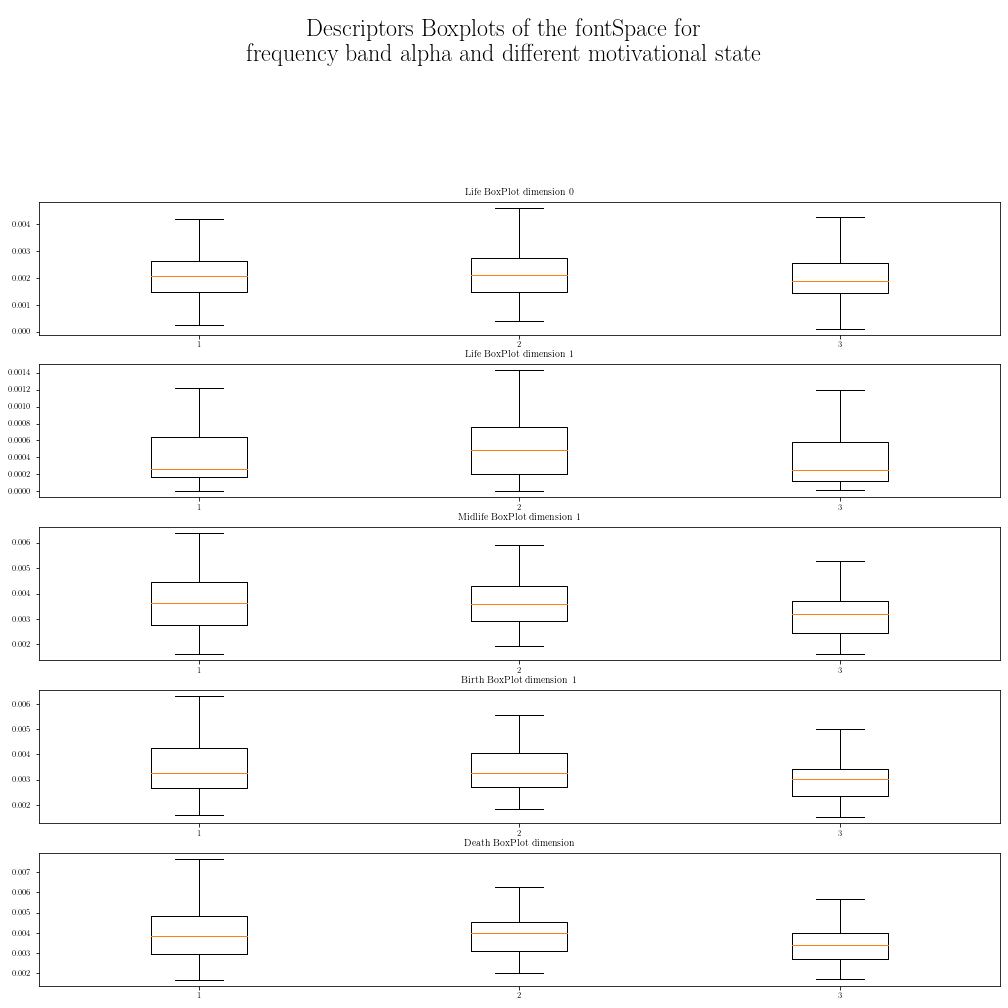 Descriptors Boxplots of the fontSpace for
frequency band alpha and different motivational state
Life BoxPlot dimension 0
0.004
0.003
0.002
0.001
0.000
1 2 3
Life BoxPlot dimension 1
0.0014
0.0012
0.0010
0.0008
0.0006
0.0004
0.0002
0.0000
1 2 3
Midlife BoxPlot dimension 1
0.006
0.005
0.004
0.003
0.002
1 2 3
Birth BoxPlot dimension 1
0.006
0.005
0.004
0.003
0.002
1 2 3
Death BoxPlot dimension
0.007
0.006
0.005
0.004
0.003
0.002
1 2 3